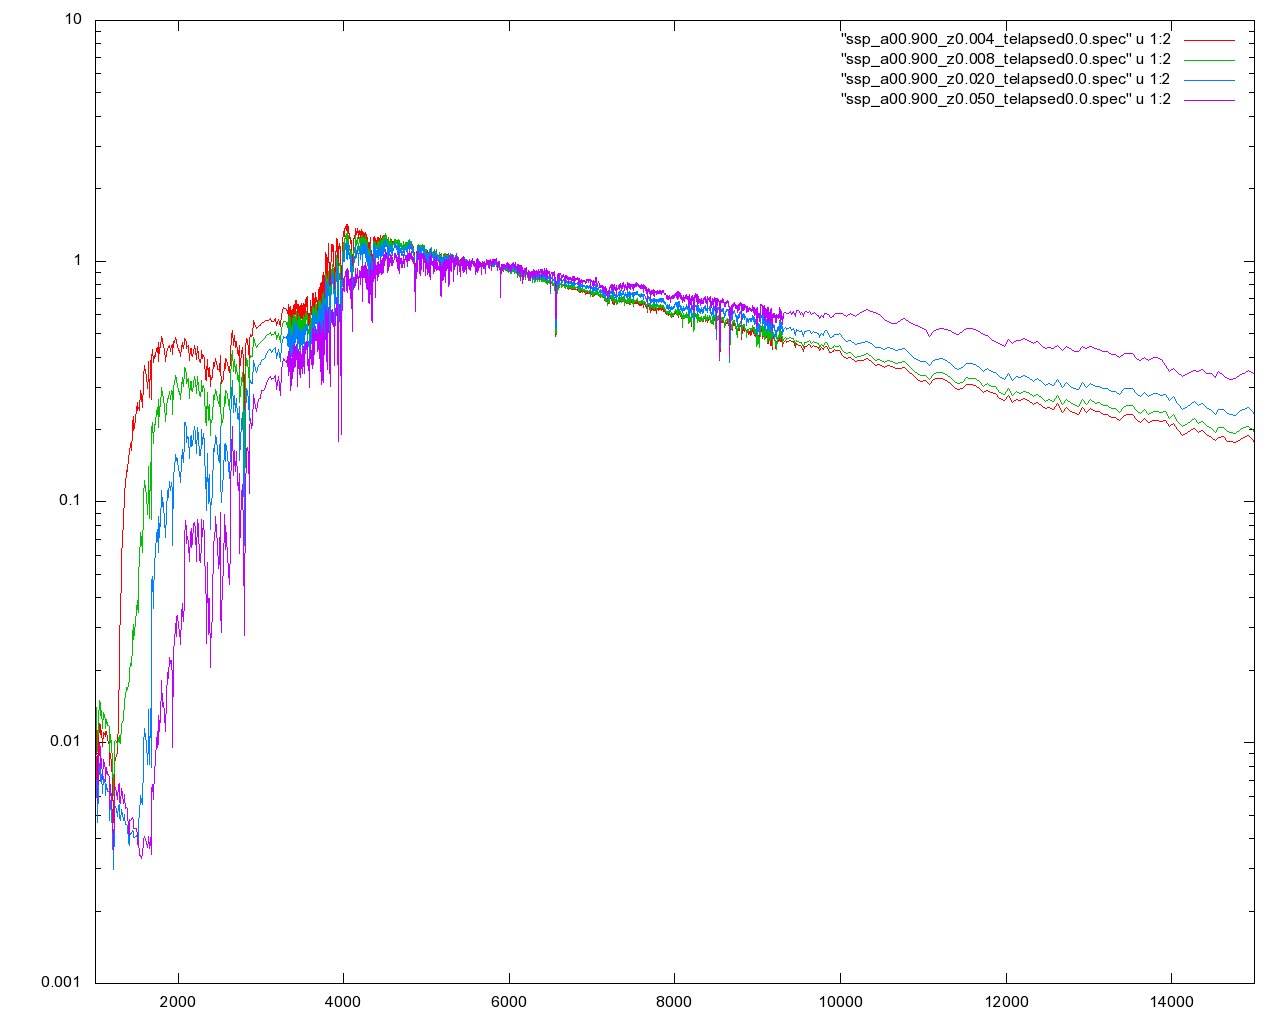 10
"ssp_a00.900_z0.004_telapsed0.0.spec" u 1:2
"ssp_a00.900_z0.008_telapsed0.0.spec" u 1:2
"ssp_a00.900_z0.020_telapsed0.0.spec" u 1:2
"ssp_a00.900_z0.050_telapsed0.0.spec" u 1:2
1
0.1
0.01
0.001
2000 4000 6000 8000 10000 12000 14000